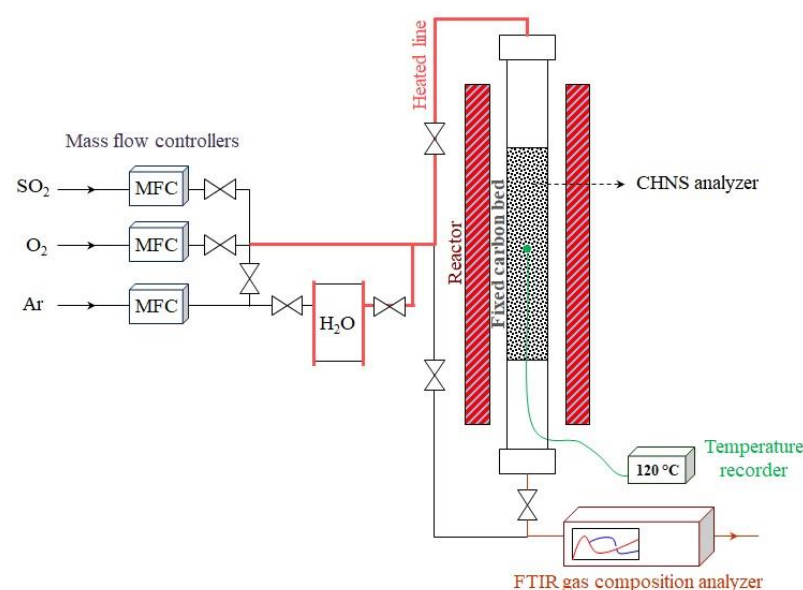 Heated line
Mass flow controllers
SO₂
MFC
CHNS analyzer
O₂
MFC
Reactor
Fixed carbon bed
Ar
MFC
H₂O
Temperature
recorder
120 °C
FTIR gas composition analyzer